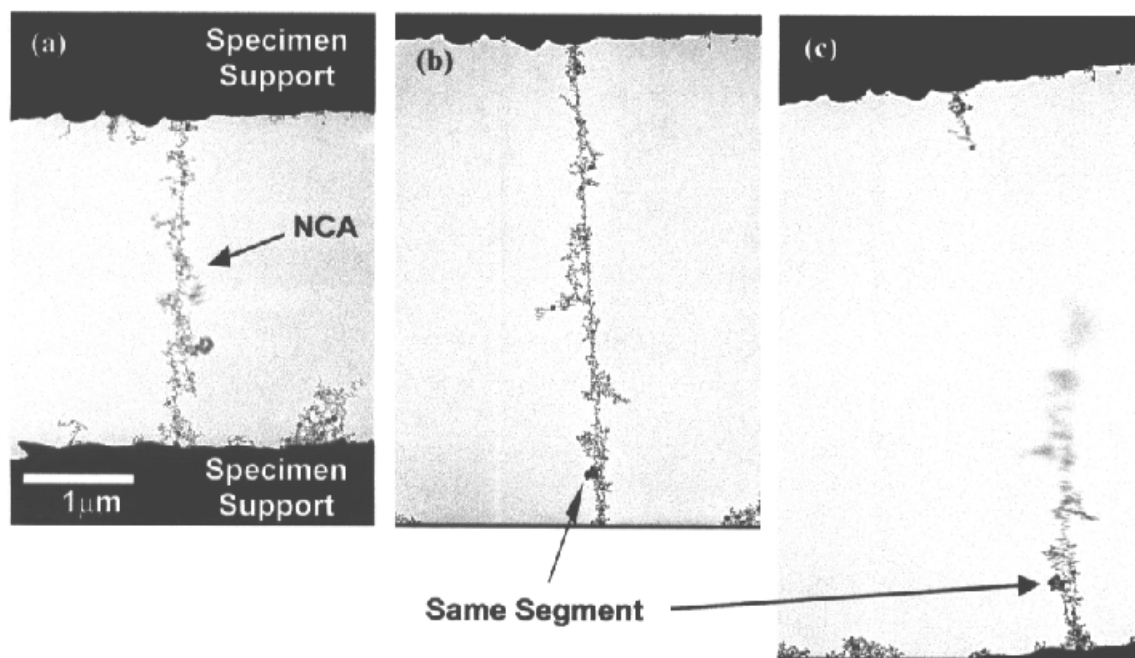 (a)
Specimen
Support
NCA
Specimen
Support
1μm
(b)
(c)
Same Segment